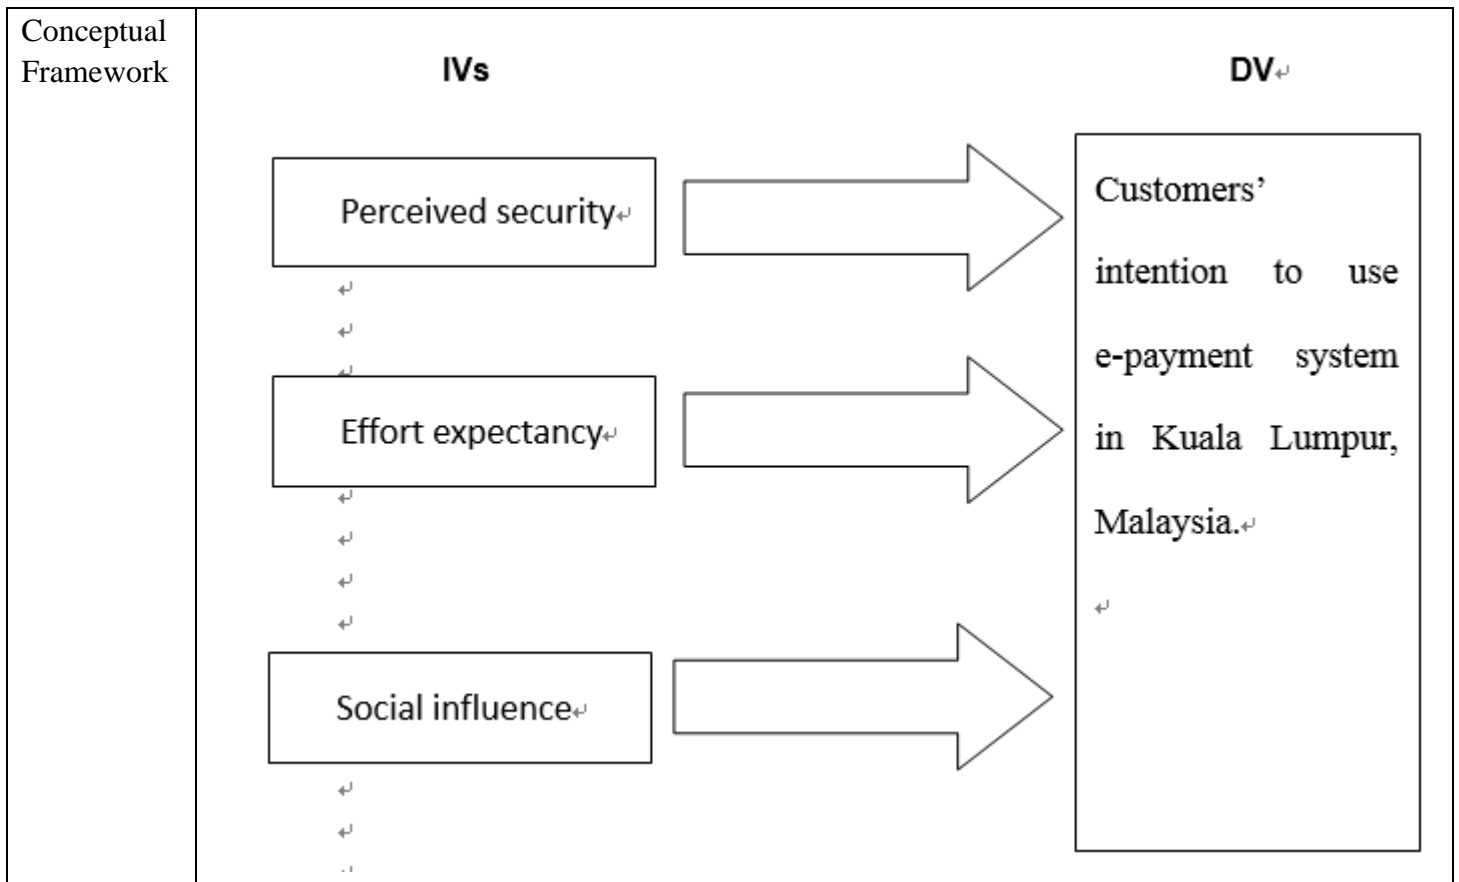 Conceptual
Framework
IVs
DV
Perceived security
Effort expectancy
Social influence
Customers’
intention to use
e-payment system
in Kuala Lumpur,
Malaysia.